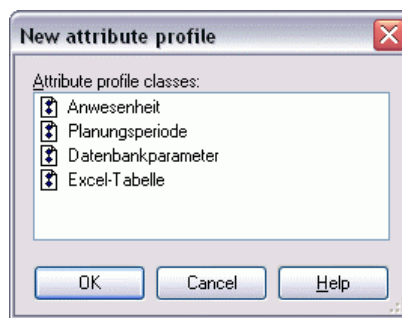 New attribute profile
Attribute profile classes:
Anwesenheit
Planungsperiode
Datenbankparameter
Excel-Tabelle
OK Cancel Help